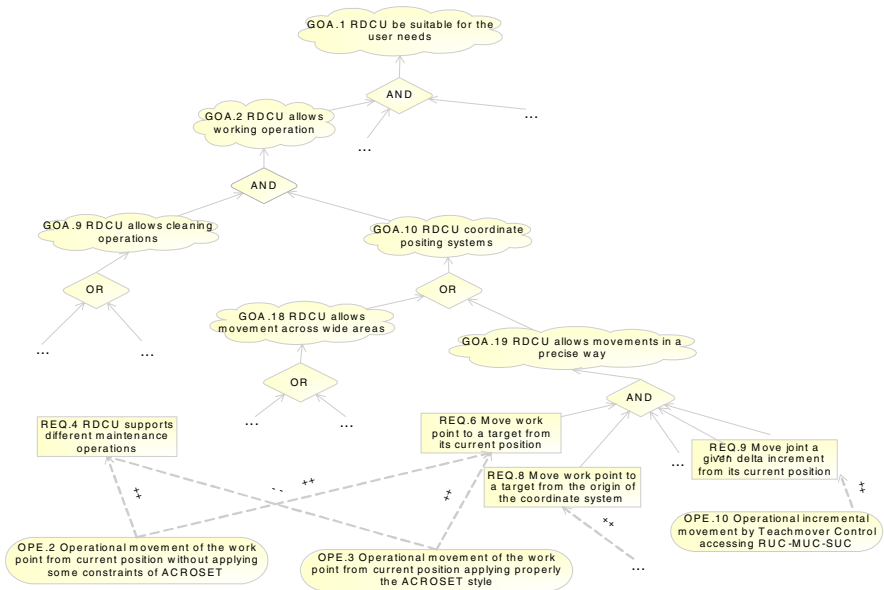 GOA.1 RDCU be suitable for the
user needs
AND
GOA.2 RDCU allows
working operation
...
...
AND
GOA.9 RDCU allows cleaning
operations
GOA.10 RDCU coordinate
positing systems
OR
OR
GOA.18 RDCU allows
movement across wide areas
GOA.19 RDCU allows movements in a
precise way
...
...
OR
AND
...
...
REQ.4 RDCU supports
different maintenance
operations
REQ.6 Move work
point to a target from
its current position
REQ.9 Move joint a
given delta increment
from its current position
...
REQ.8 Move work point to
a target from the origin of
the coordinate system
++
--
++
++
++
++
OPE.2 Operational movement of the work
point from current position without applying
some constraints of ACROSET
OPE.3 Operational movement of the work
point from current position applying properly
the ACROSET style
...
OPE.10 Operational incremental
movement by Teachmover Control
accessing RUC-MUC-SUC